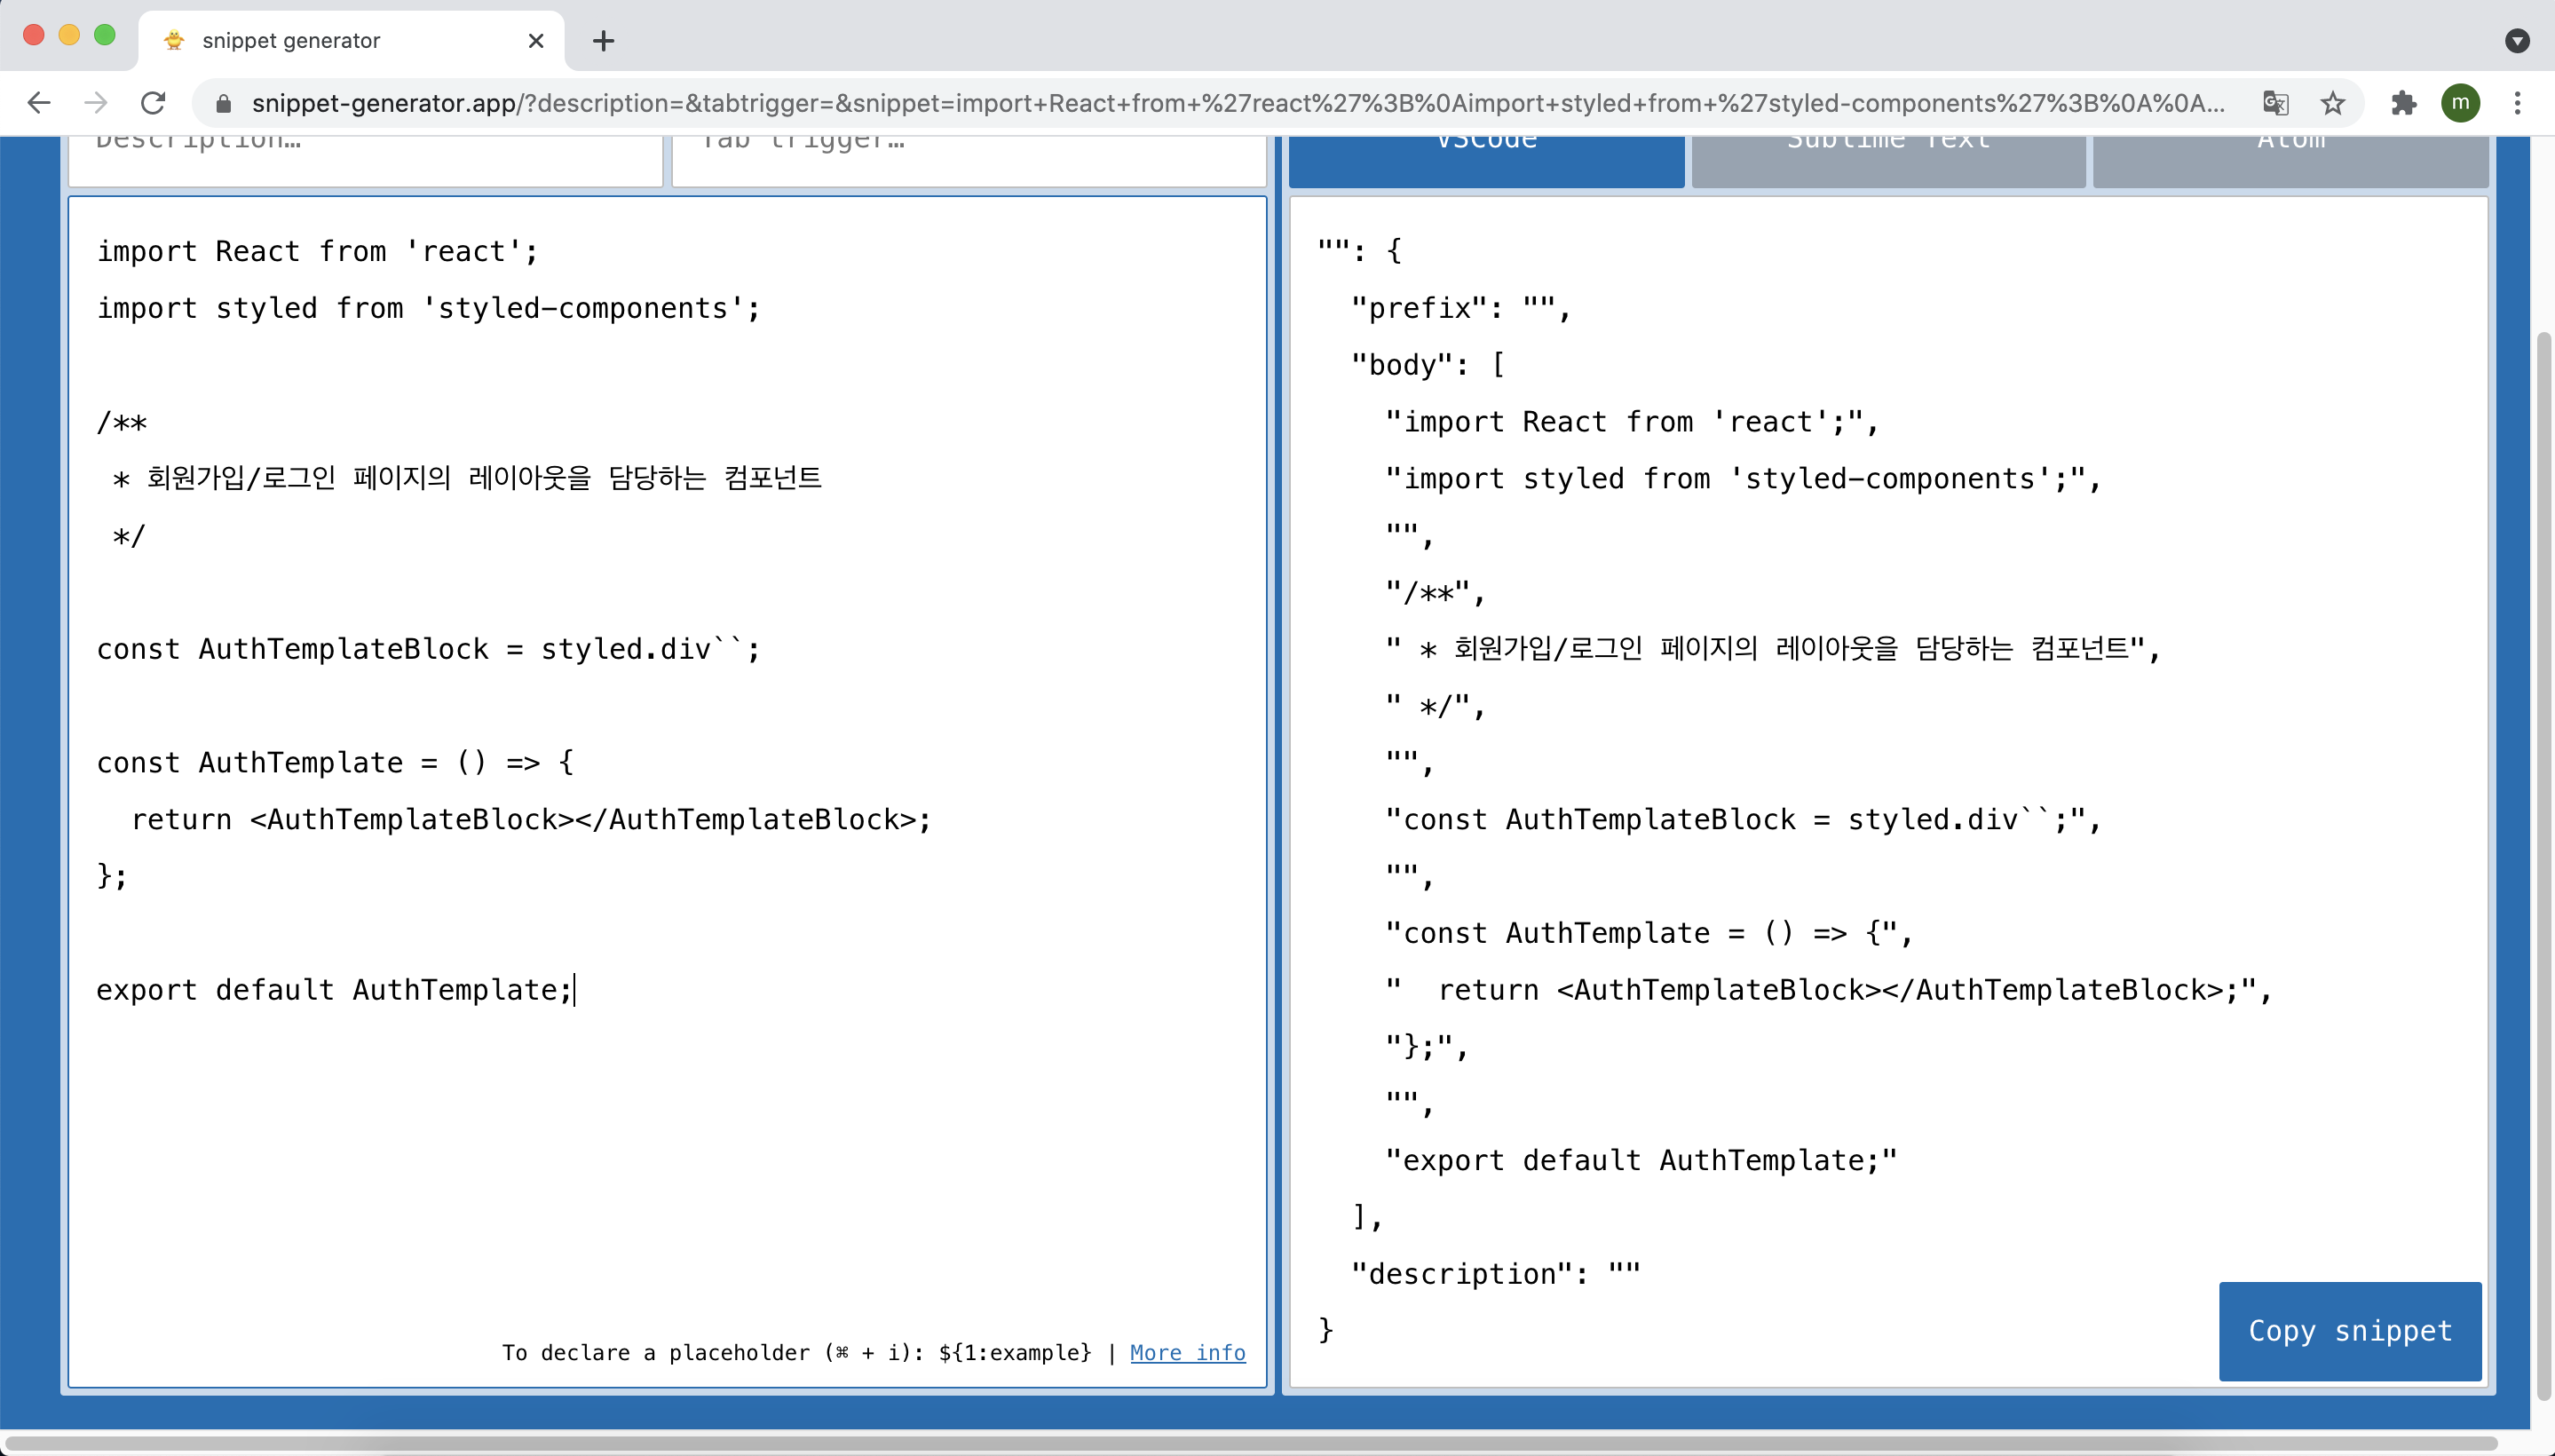 snippet generator
snippet-generator.app/?description=&tabtrigger=&snippet=import+React+from+%27react%27%3B%0Aimport+styled+from+%27styled-components%27%3B%0A%0A...
m
Description…
Tab trigger…
VSCode
Sublime Text
Atom
import React from 'react';
import styled from 'styled-components';
/**
 * 회원가입/로그인 페이지의 레이아웃을 담당하는 컴포넌트
 */
const AuthTemplateBlock = styled.div``;
const AuthTemplate = () => {
  return <AuthTemplateBlock></AuthTemplateBlock>;
};
export default AuthTemplate;
To declare a placeholder (⌘ + i): ${1:example} | More info
"": {
  "prefix": "",
  "body": [
    "import React from 'react';",
    "import styled from 'styled-components';",
    "",
    "/**",
    " * 회원가입/로그인 페이지의 레이아웃을 담당하는 컴포넌트",
    " */",
    "",
    "const AuthTemplateBlock = styled.div``;",
    "",
    "const AuthTemplate = () => {",
    "  return <AuthTemplateBlock></AuthTemplateBlock>;",
    "};",
    "",
    "export default AuthTemplate;"
  ],
  "description": ""
}
Copy snippet